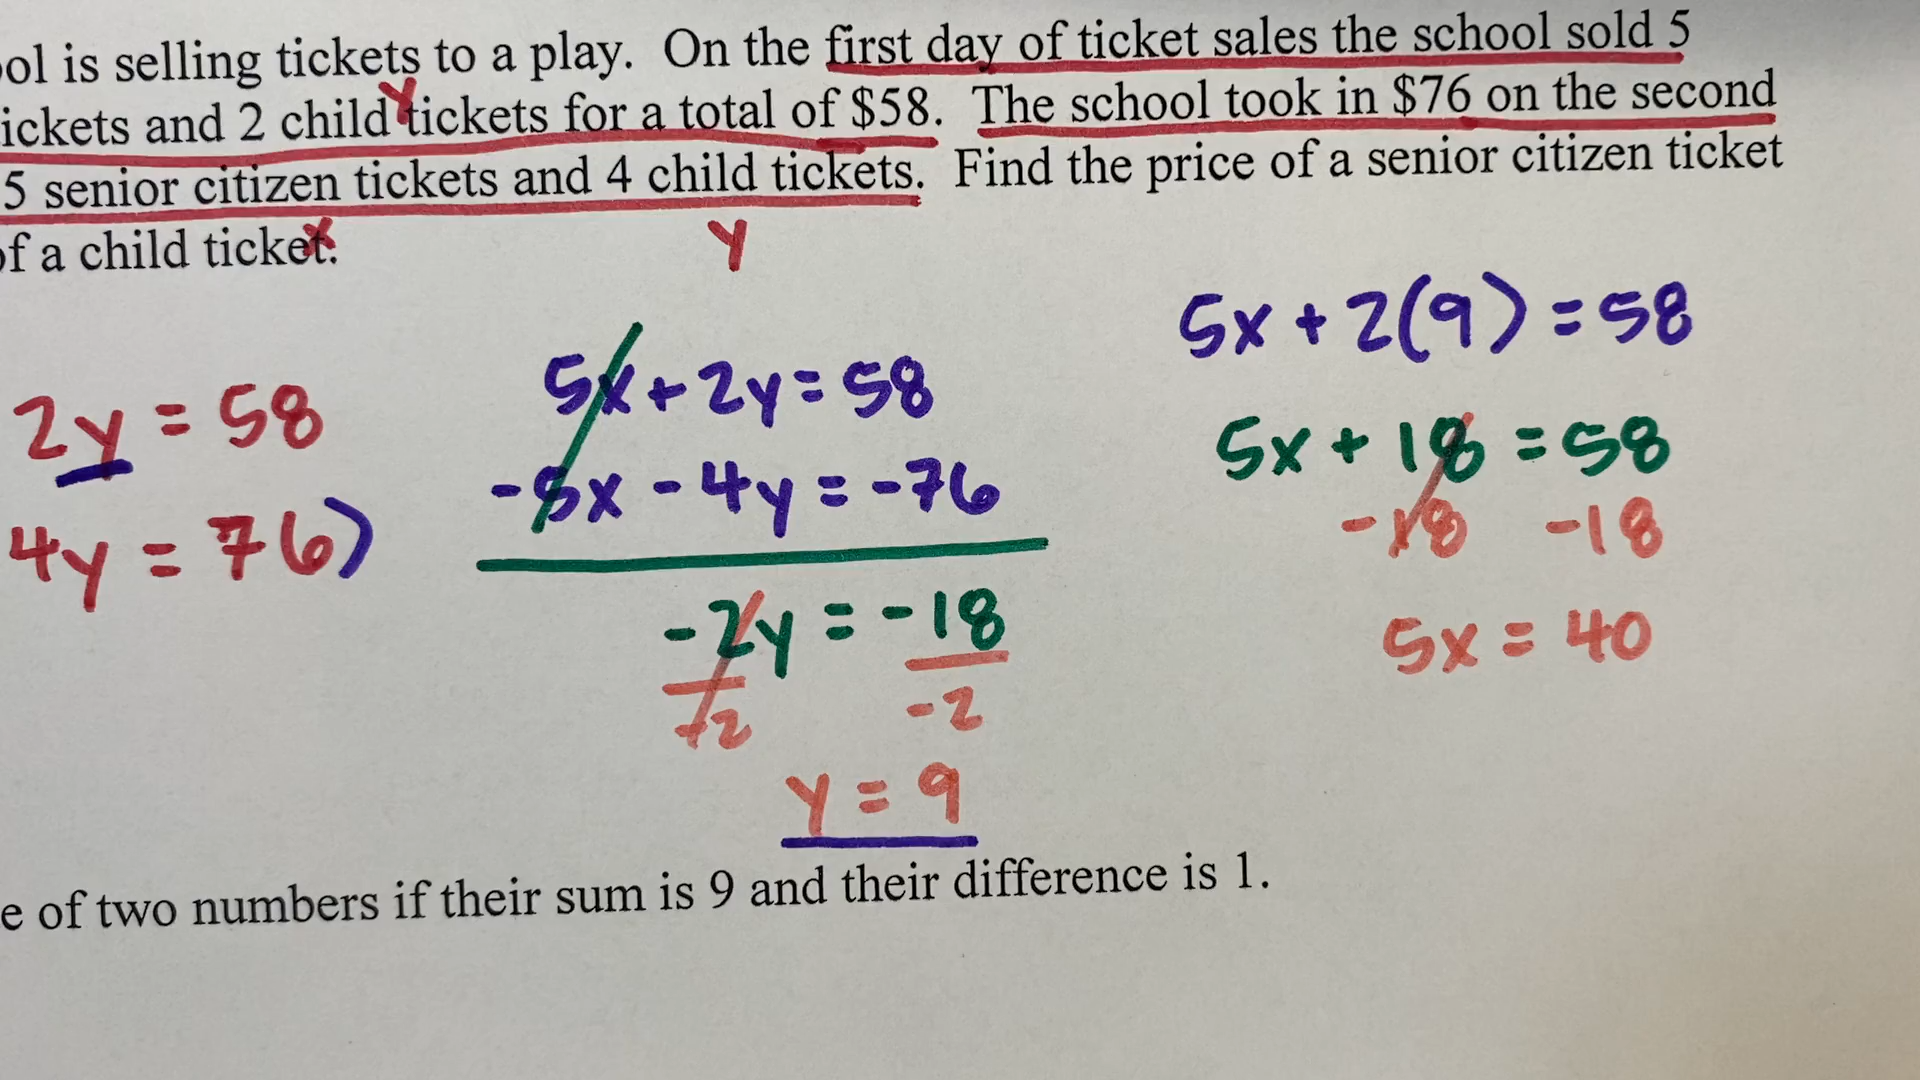 ol is selling tickets to a play. On the first day of ticket sales the school sold 5
y
ickets and 2 child tickets for a total of $58. The school took in $76 on the second
5 senior citizen tickets and 4 child tickets. Find the price of a senior citizen ticket
x y
of a child ticket.
2y = 58
4y = 76)
5x + 2y = 58
-5x - 4y = -76
-2y = -18
-2 -2
y = 9
5x + 2(9) = 58
5x + 18 = 58
-18 -18
5x = 40
e of two numbers if their sum is 9 and their difference is 1.